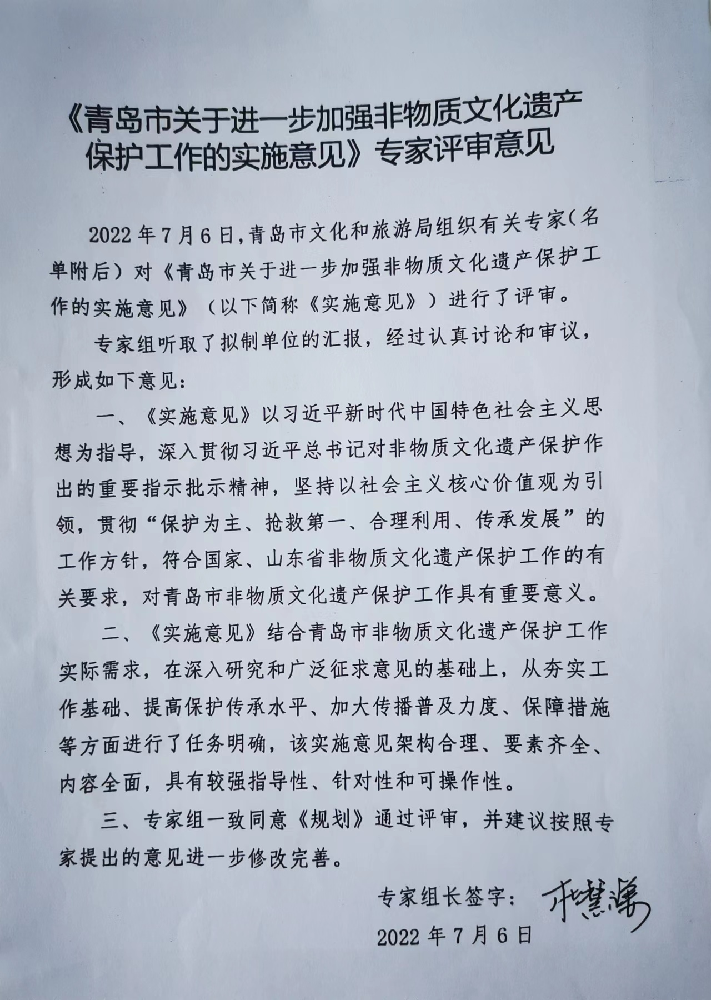 《青岛市关于进一步加强非物质文化遗产
保护工作的实施意见》专家评审意见
2022年7月6日,青岛市文化和旅游局组织有关专家(名
单附后)对《青岛市关于进一步加强非物质文化遗产保护工
作的实施意见》(以下简称《实施意见》)进行了评审。
专家组听取了拟制单位的汇报，经过认真讨论和审议，
形成如下意见：
一、《实施意见》以习近平新时代中国特色社会主义思
想为指导，深入贯彻习近平总书记对非物质文化遗产保护作
出的重要指示批示精神，坚持以社会主义核心价值观为引
领，贯彻“保护为主、抢救第一、合理利用、传承发展”的
工作方针，符合国家、山东省非物质文化遗产保护工作的有
关要求，对青岛市非物质文化遗产保护工作具有重要意义。
二、《实施意见》结合青岛市非物质文化遗产保护工作
实际需求，在深入研究和广泛征求意见的基础上，从夯实工
作基础、提高保护传承水平、加大传播普及力度、保障措施
等方面进行了任务明确，该实施意见架构合理、要素齐全、
内容全面，具有较强指导性、针对性和可操作性。
三、专家组一致同意《规划》通过评审，并建议按照专
家提出的意见进一步修改完善。
专家组长签字：
2022年7月6日